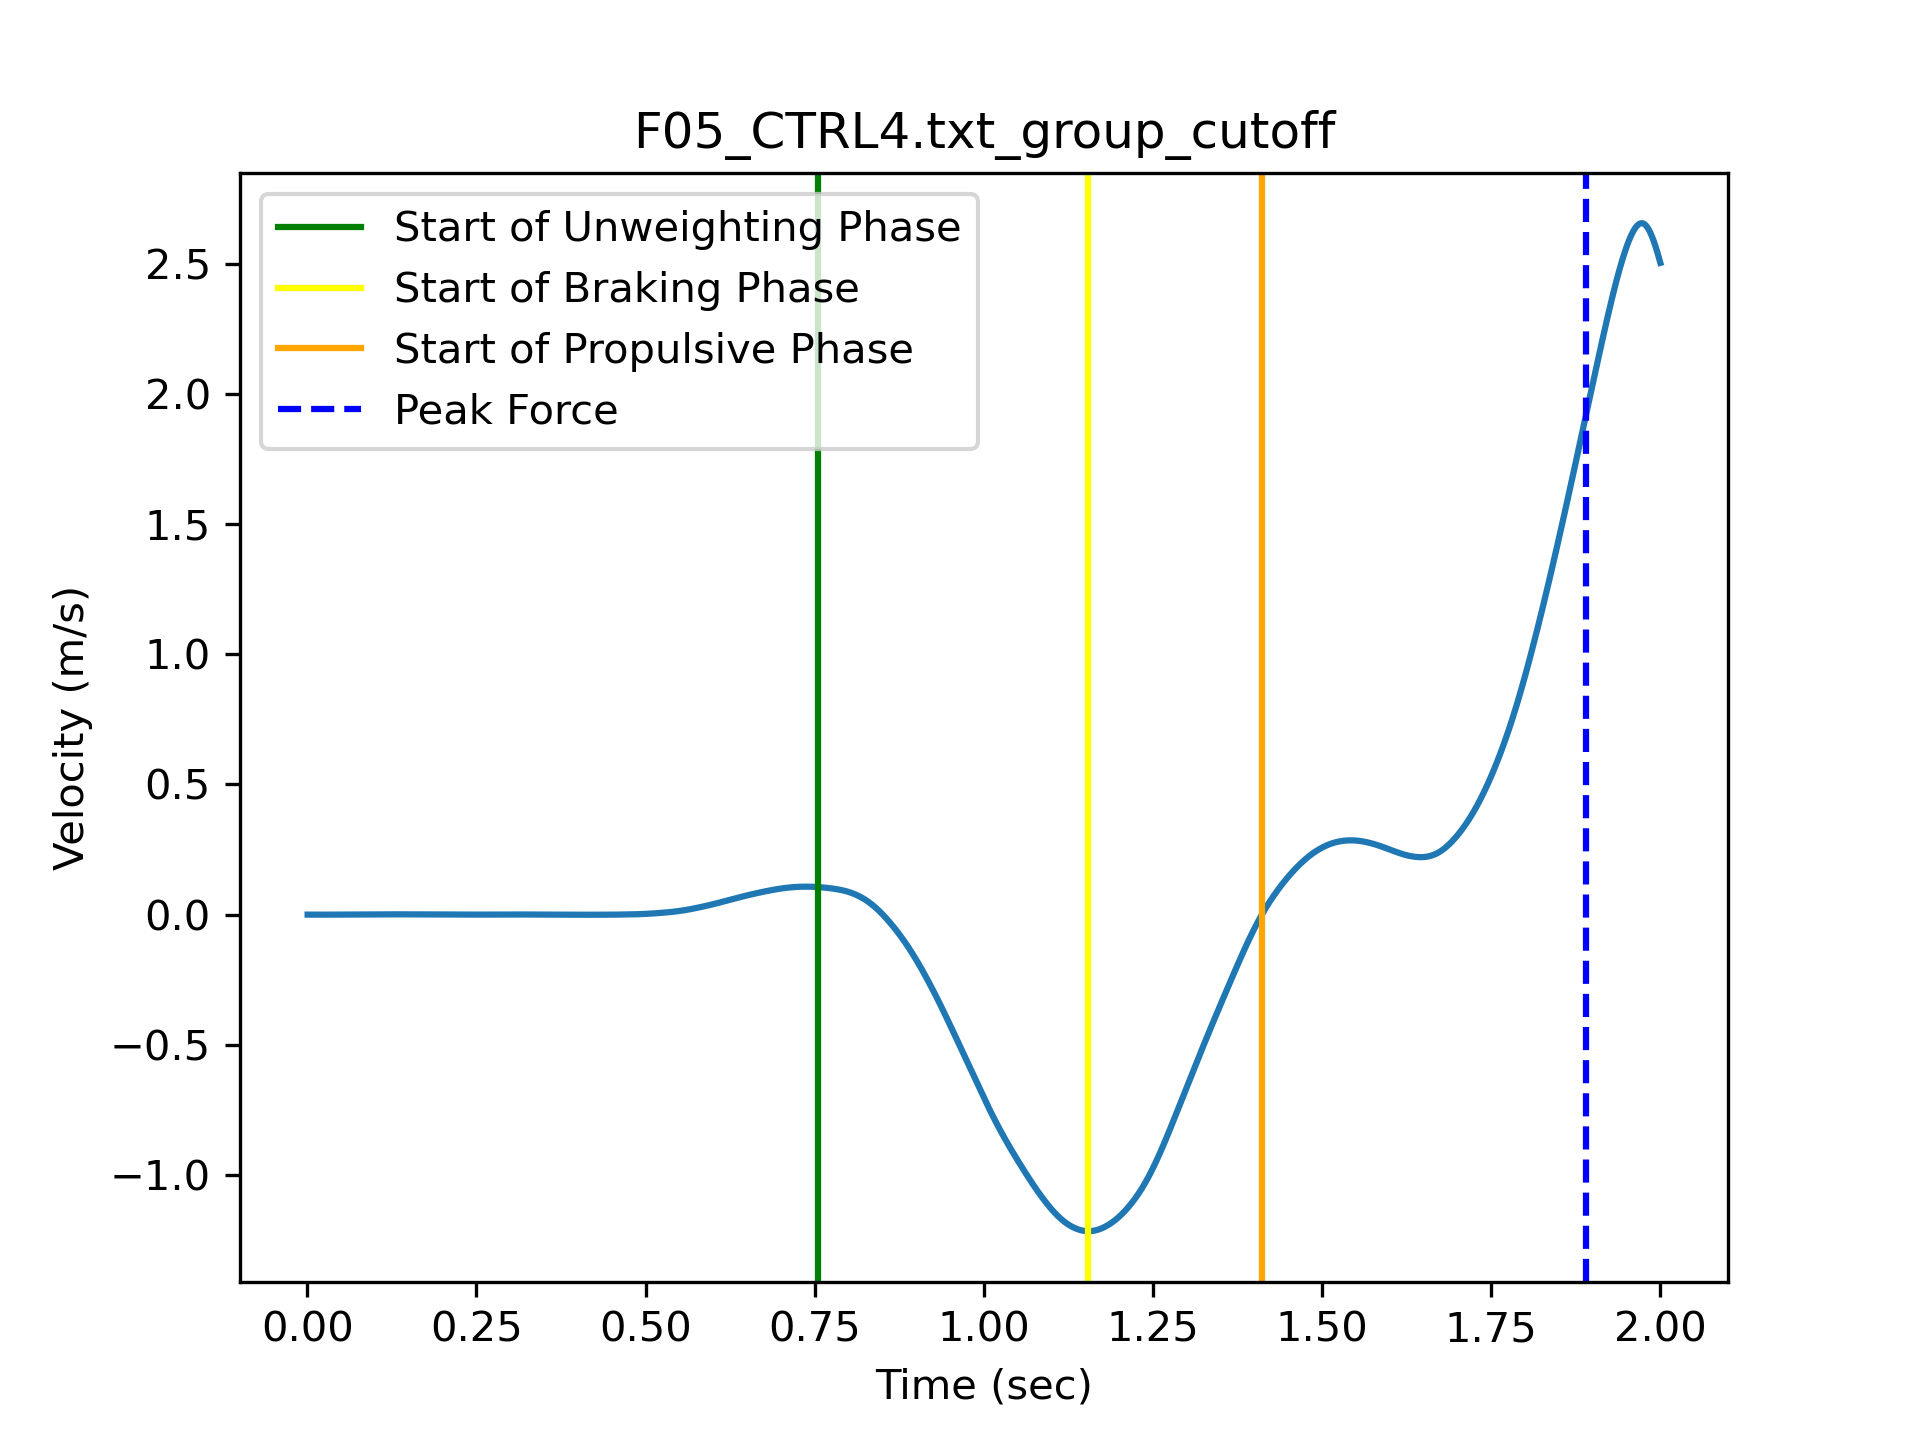 F05_CTRL4.txt_group_cutoff
Start of Unweighting Phase
Start of Braking Phase
Start of Propulsive Phase
Peak Force
2.5
2.0
1.5
1.0
0.5
0.0
−0.5
−1.0
Velocity (m/s)
0.00 0.25 0.50 0.75 1.00 1.25 1.50 1.75 2.00
Time (sec)